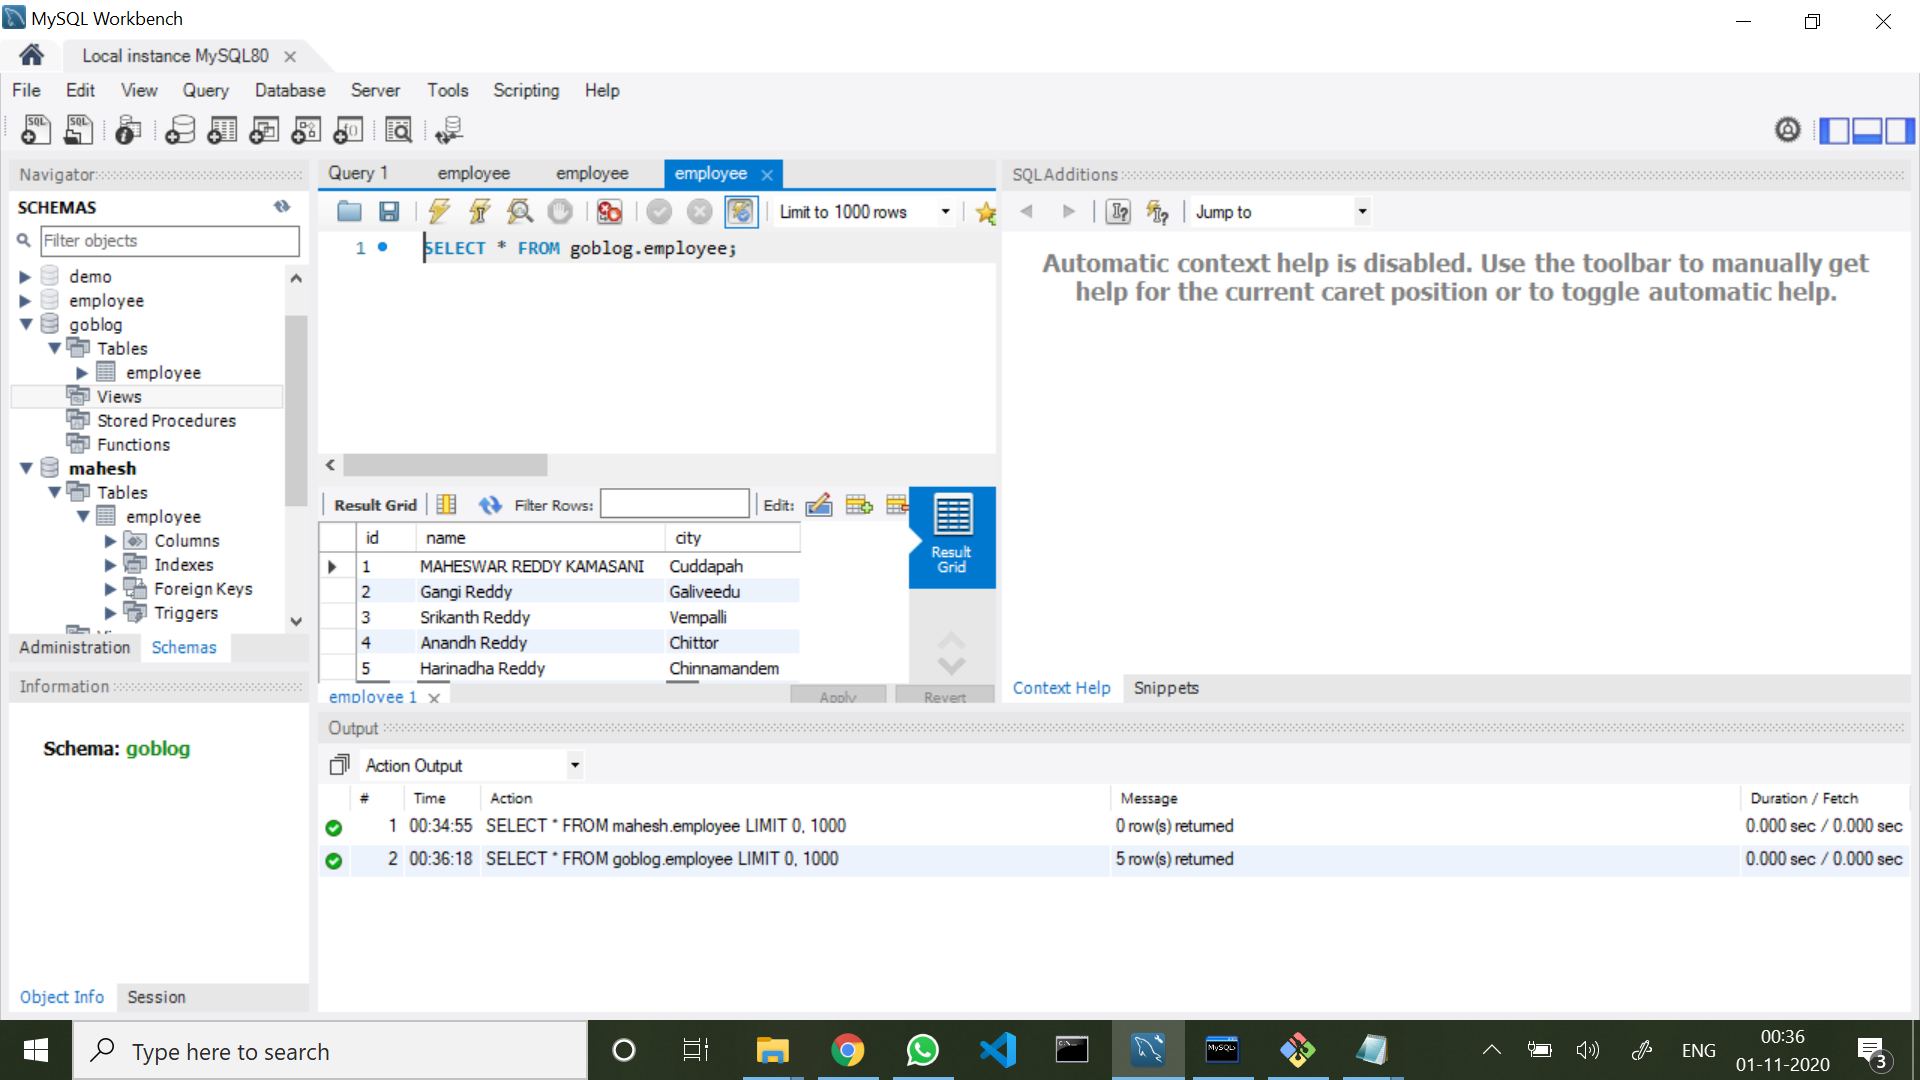 MySQL Workbench
Local instance MySQL80
File Edit View Query Database Server Tools Scripting Help
Navigator
SCHEMAS
Filter objects
demo
employee
goblog
Tables
employee
Views
Stored Procedures
Functions
mahesh
Tables
employee
Columns
Indexes
Foreign Keys
Triggers
Administration Schemas
Information
Schema: goblog
Object Info Session
Query 1 employee employee employee
Limit to 1000 rows
1 SELECT * FROM goblog.employee;
Result Grid Filter Rows: Edit:
id name city
1 MAHESWAR REDDY KAMASANI Cuddapah
2 Gangi Reddy Galiveedu
3 Srikanth Reddy Vempalli
4 Anandh Reddy Chittor
5 Harinadha Reddy Chinnamandem
Result
Grid
employee 1 Apply Revert
SQLAdditions
Jump to
Automatic context help is disabled. Use the toolbar to manually get
help for the current caret position or to toggle automatic help.
Context Help Snippets
Output
Action Output
# Time Action Message Duration / Fetch
1 00:34:55 SELECT * FROM mahesh.employee LIMIT 0, 1000 0 row(s) returned 0.000 sec / 0.000 sec
2 00:36:18 SELECT * FROM goblog.employee LIMIT 0, 1000 5 row(s) returned 0.000 sec / 0.000 sec
Type here to search
ENG
00:36
01-11-2020
3